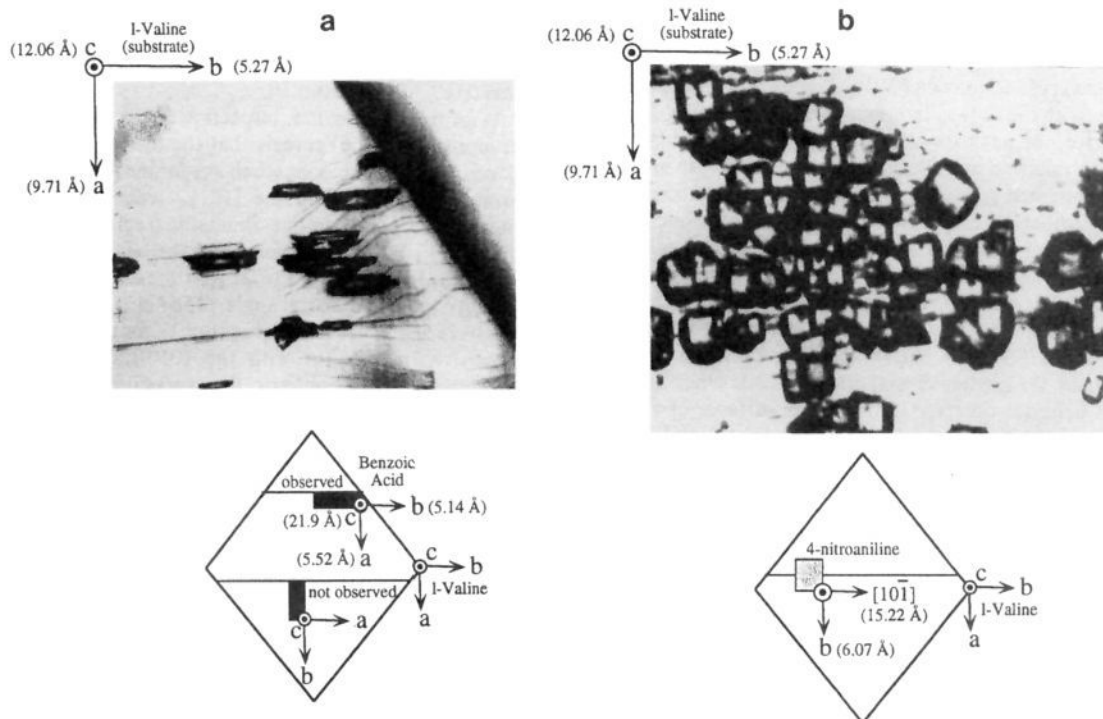 a
l-Valine
(substrate)
(12.06 Å) c
b (5.27 Å)
(9.71 Å) a
b
l-Valine
(substrate)
(12.06 Å) c
b (5.27 Å)
(9.71 Å) a
Benzoic
Acid
observed
b (5.14 Å)
(21.9 Å) c
(5.52 Å) a
c
b
l-Valine
a
not observed
c
a
b
4-nitroaniline
c
b
[101̅]
(15.22 Å)
l-Valine
b (6.07 Å)
a